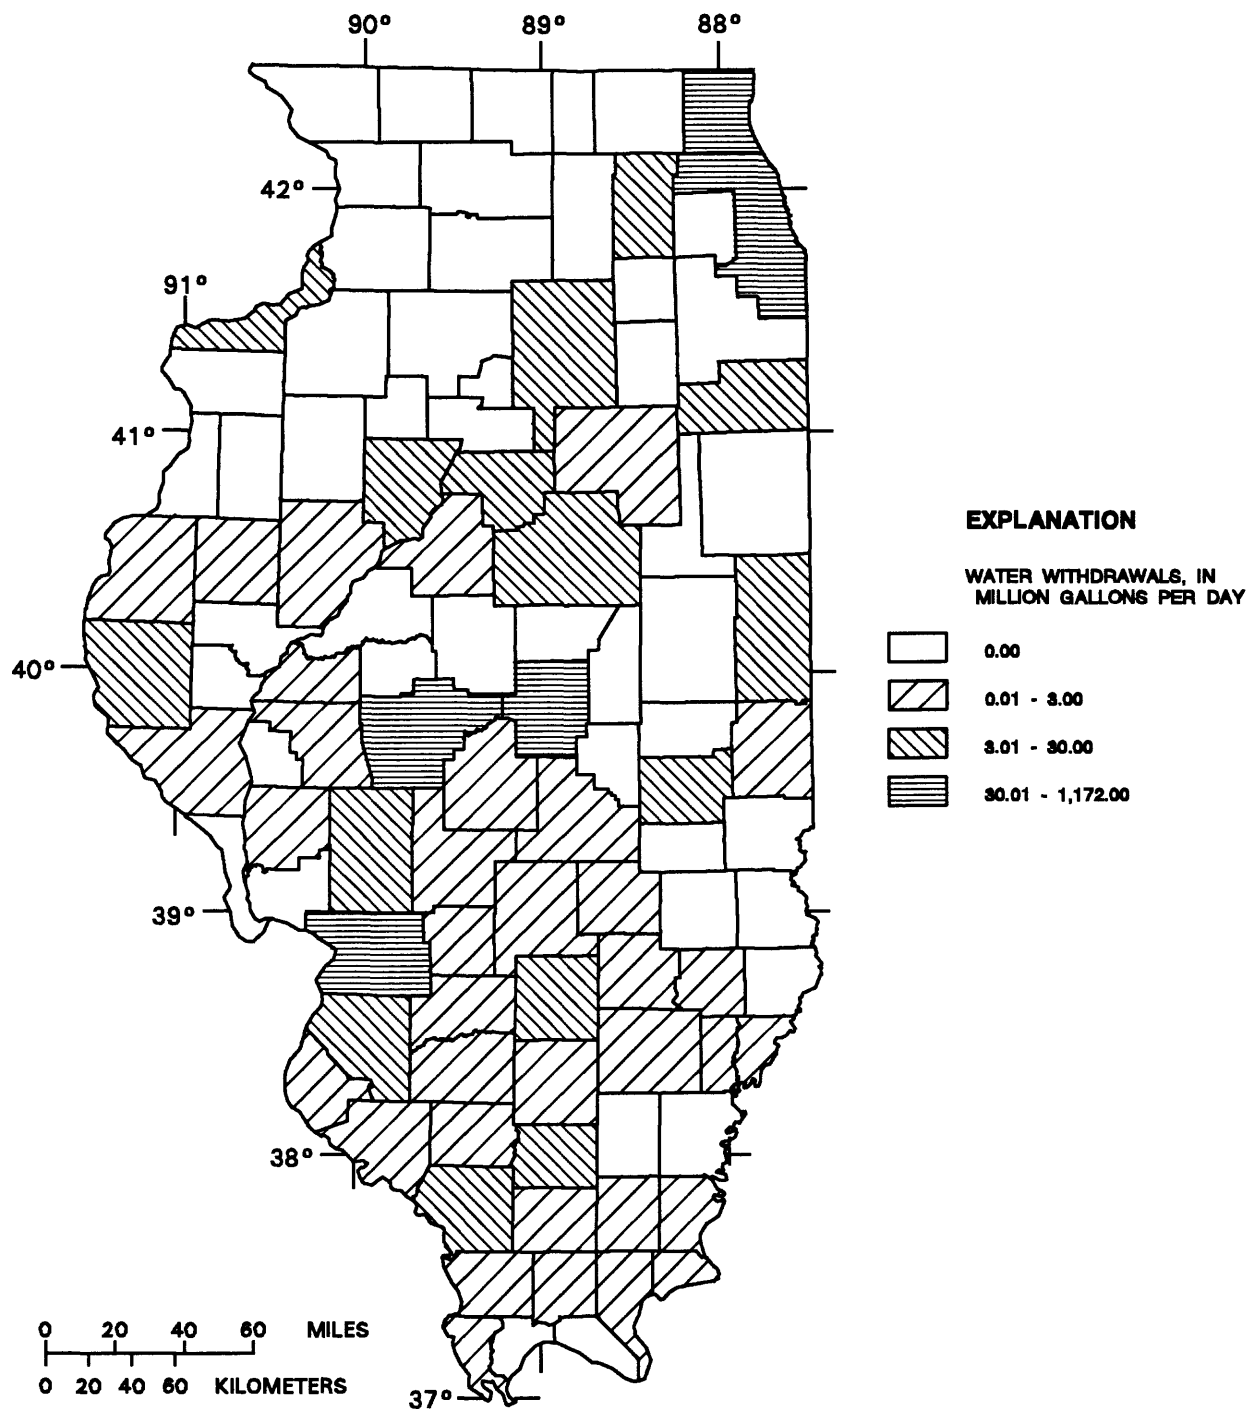 90° 89° 88°
42°
91°
41°
40°
39°
38°
37°
EXPLANATION
WATER WITHDRAWALS, IN
MILLION GALLONS PER DAY
0.00
0.01 - 3.00
3.01 - 30.00
30.01 - 1,172.00
0 20 40 60 MILES
0 20 40 60 KILOMETERS